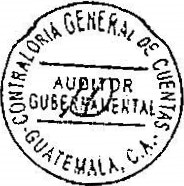 CONTRALORIA GENERAL DE CUENTAS
AUDITOR
GUBERNAMENTAL
GUATEMALA, C.A.